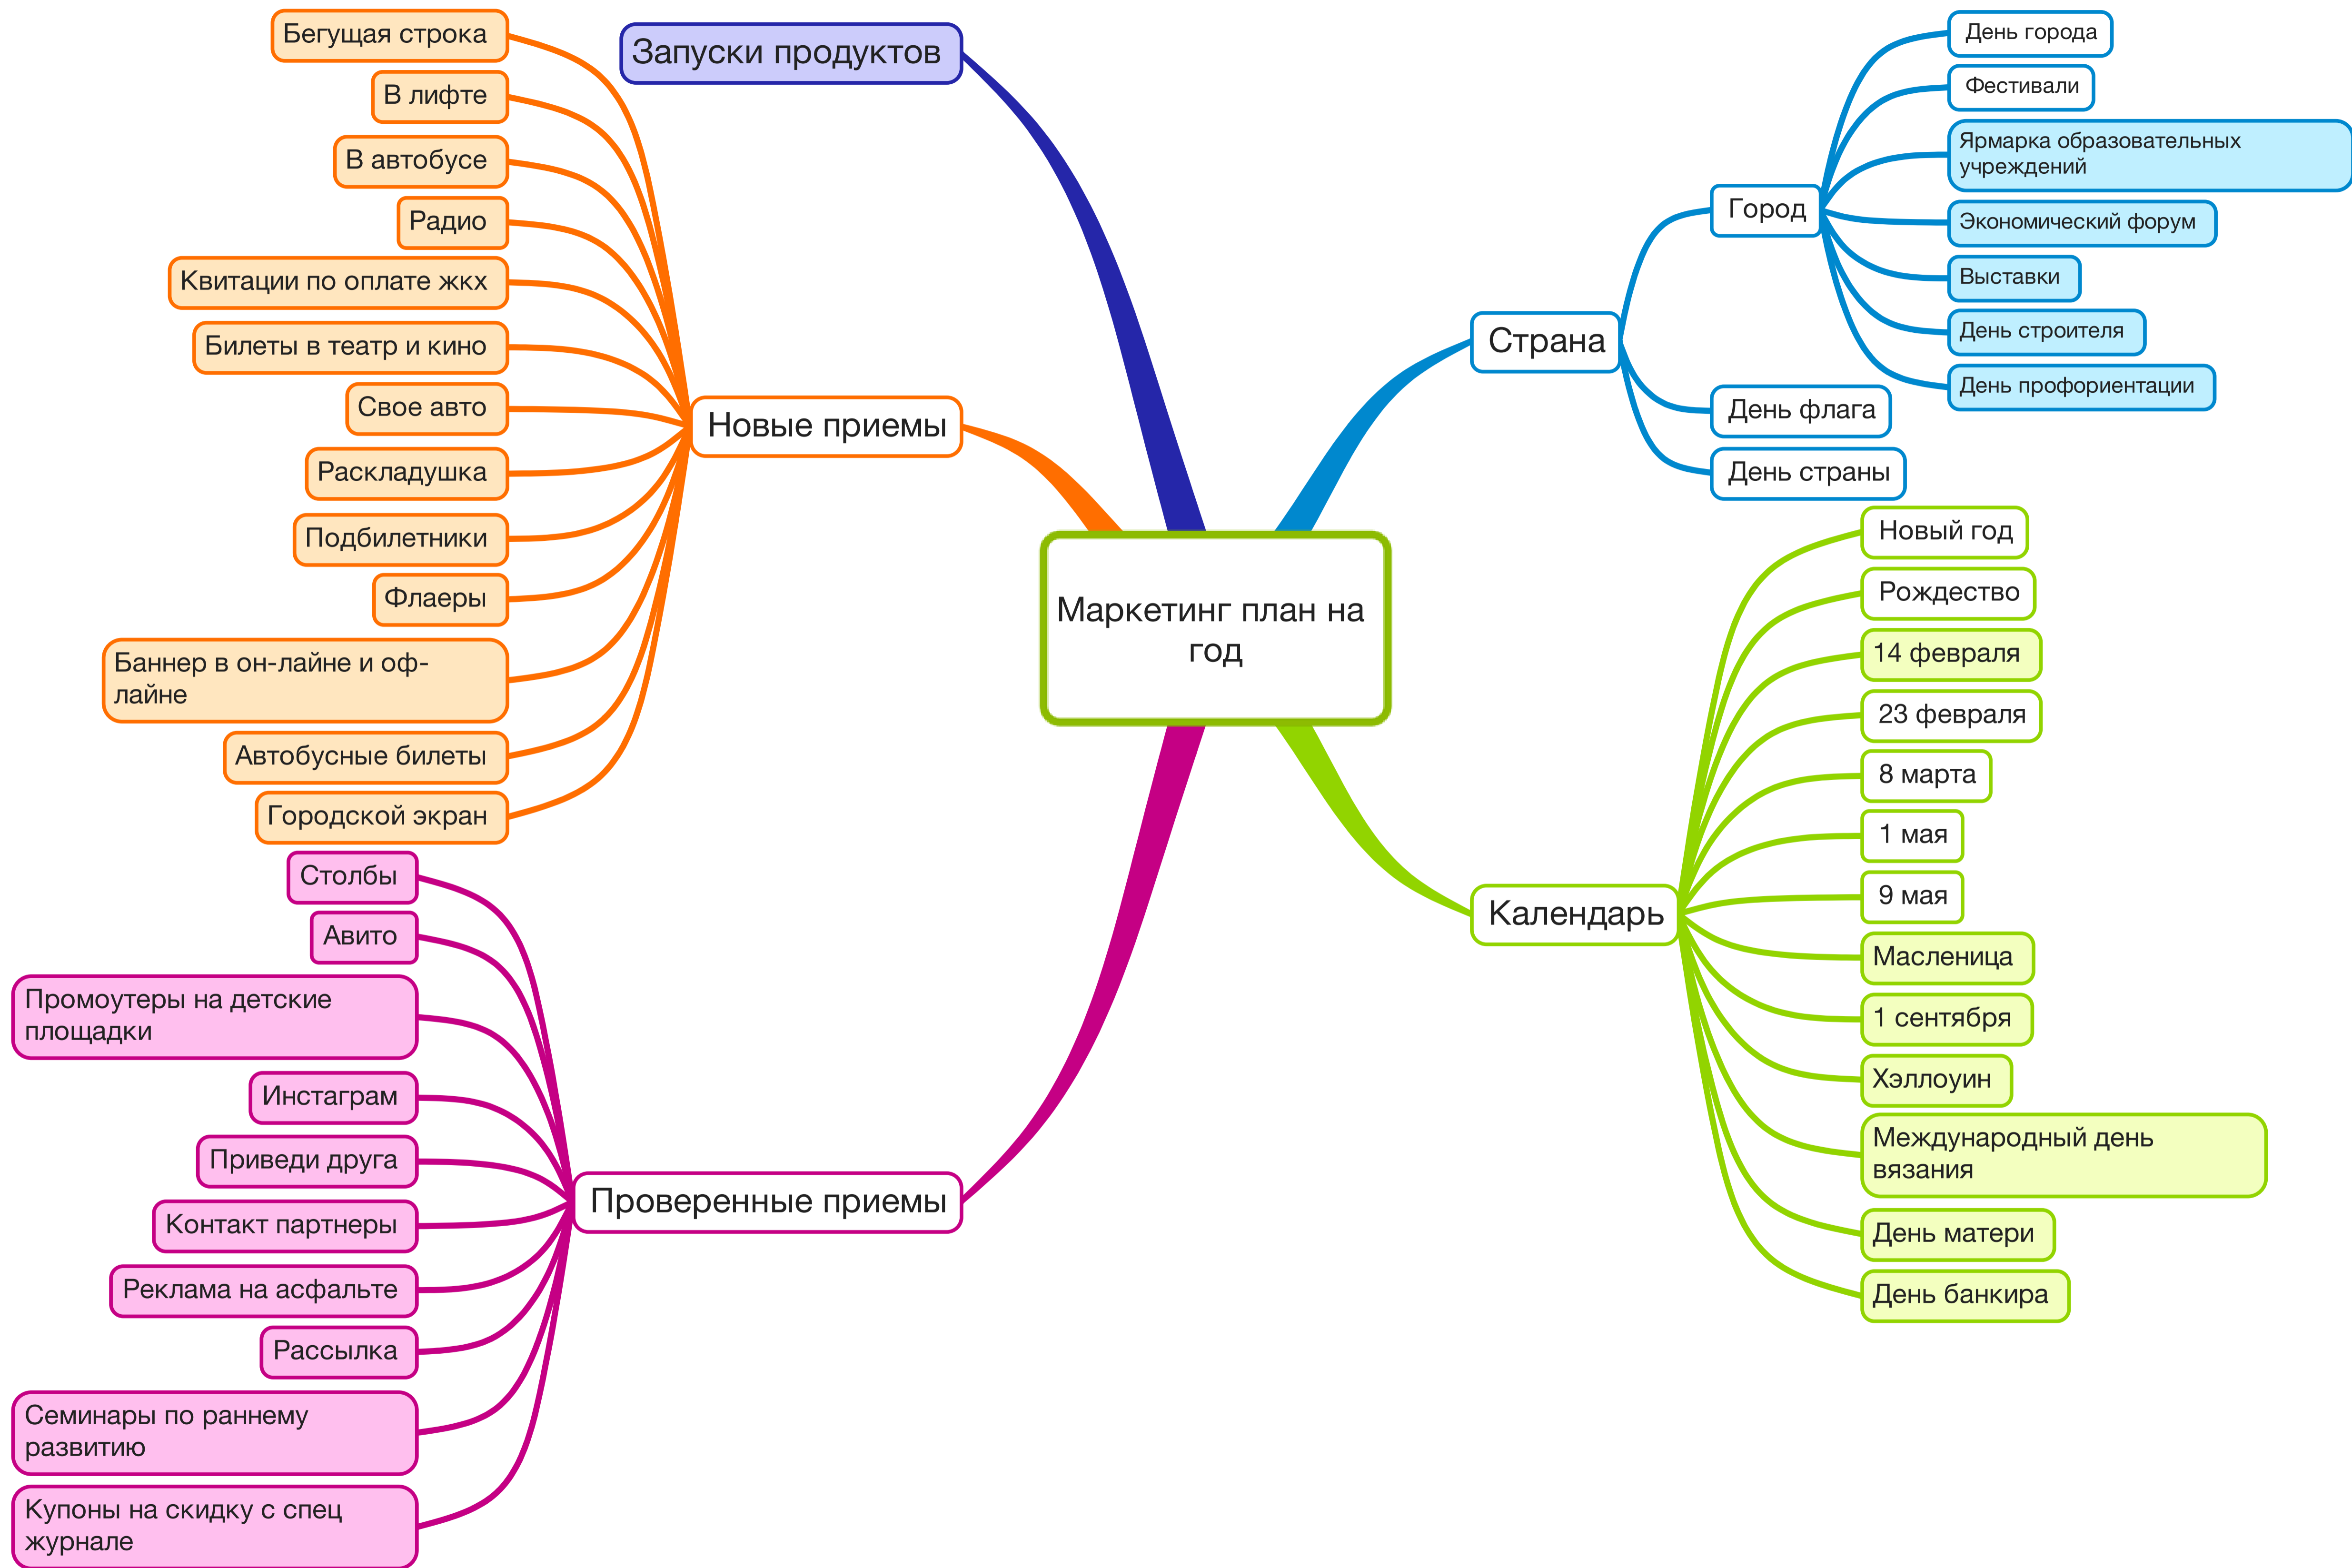 Маркетинг план на
год
Запуски продуктов
Новые приемы
Бегущая строка
В лифте
В автобусе
Радио
Квитации по оплате жкх
Билеты в театр и кино
Свое авто
Раскладушка
Подбилетники
Флаеры
Баннер в он-лайне и оф-
лайне
Автобусные билеты
Городской экран
Проверенные приемы
Столбы
Авито
Промоутеры на детские
площадки
Инстаграм
Приведи друга
Контакт партнеры
Реклама на асфальте
Рассылка
Семинары по раннему
развитию
Купоны на скидку с спец
журнале
Страна
Город
День города
Фестивали
Ярмарка образовательных
учреждений
Экономический форум
Выставки
День строителя
День профориентации
День флага
День страны
Календарь
Новый год
Рождество
14 февраля
23 февраля
8 марта
1 мая
9 мая
Масленица
1 сентября
Хэллоуин
Международный день
вязания
День матери
День банкира